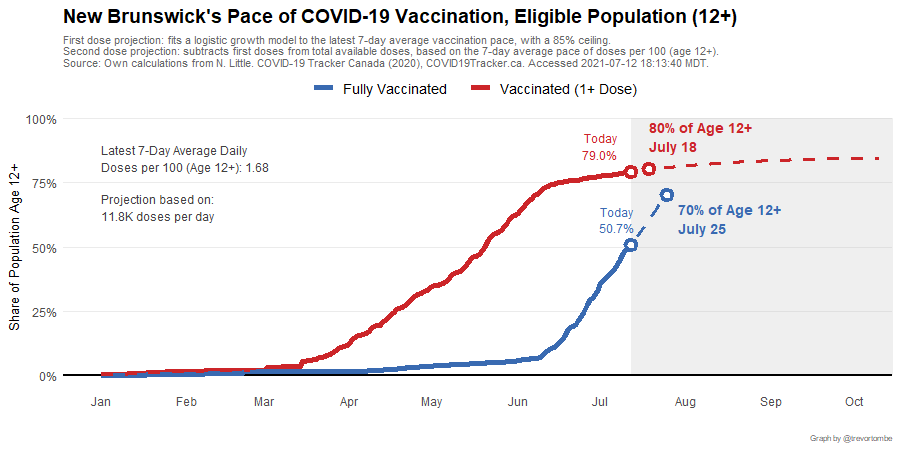 New Brunswick's Pace of COVID-19 Vaccination, Eligible Population (12+)
First dose projection: fits a logistic growth model to the latest 7-day average vaccination pace, with a 85% ceiling.
Second dose projection: subtracts first doses from total available doses, based on the 7-day average pace of doses per 100 (age 12+).
Source: Own calculations from N. Little. COVID-19 Tracker Canada (2020), COVID19Tracker.ca. Accessed 2021-07-12 18:13:40 MDT.
Fully Vaccinated
Vaccinated (1+ Dose)
Share of Population Age 12+
100%
75%
50%
25%
0%
Latest 7-Day Average Daily
Doses per 100 (Age 12+): 1.68
Projection based on:
11.8K doses per day
Today
79.0%
80% of Age 12+
July 18
Today
50.7%
70% of Age 12+
July 25
Jan
Feb
Mar
Apr
May
Jun
Jul
Aug
Sep
Oct
Graph by @trevortombe